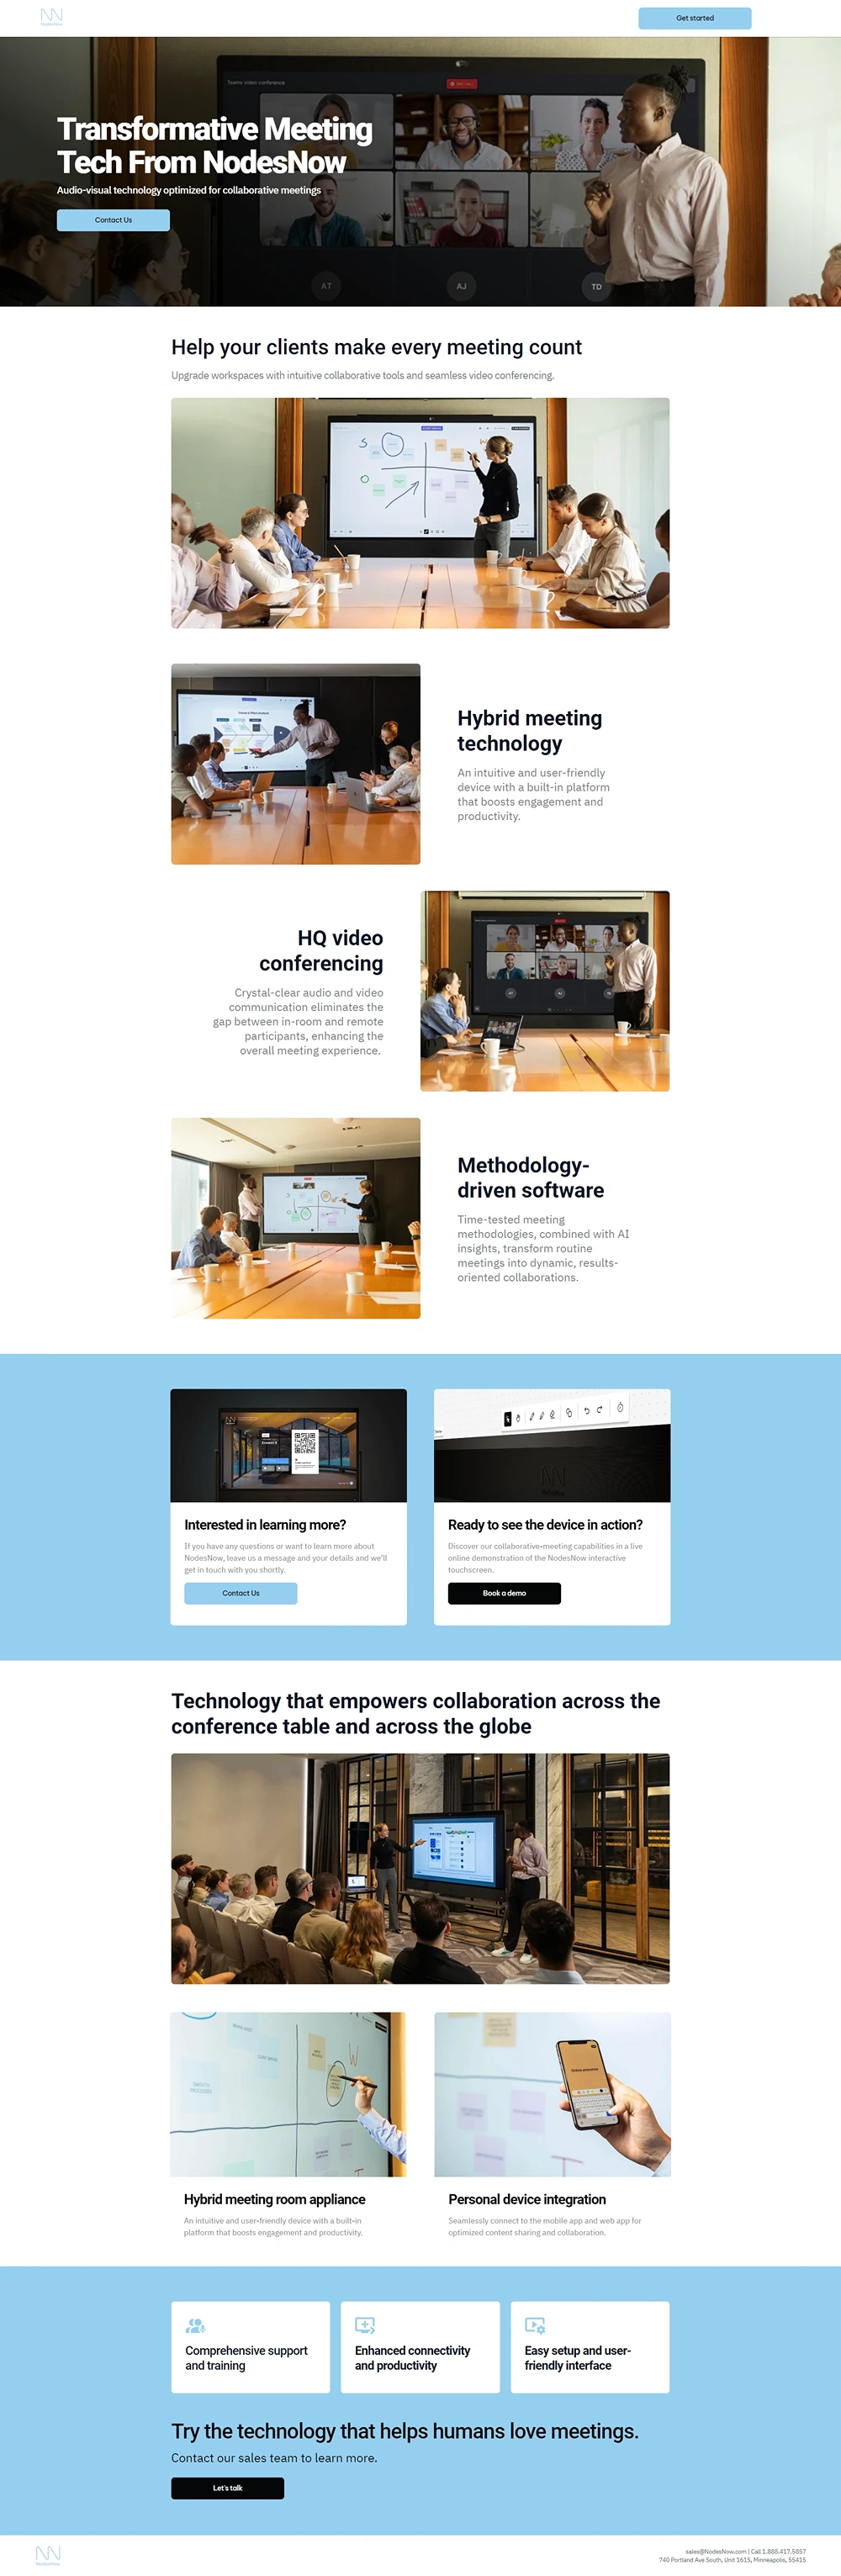 NodesNow
Get started
Teams video conference
Transformative Meeting
Tech From NodesNow
Audio-visual technology optimized for collaborative meetings
Contact Us
AT
AJ
TD
Help your clients make every meeting count
Upgrade workspaces with intuitive collaborative tools and seamless video conferencing.
S
W
O
Hybrid meeting
technology
An intuitive and user-friendly
device with a built-in platform
that boosts engagement and
productivity.
HQ video
conferencing
Crystal-clear audio and video
communication eliminates the
gap between in-room and remote
participants, enhancing the
overall meeting experience.
Methodology-
driven software
Time-tested meeting
methodologies, combined with AI
insights, transform routine
meetings into dynamic, results-
oriented collaborations.
Interested in learning more?
If you have any questions or want to learn more about
NodesNow, leave us a message and your details and we'll
get in touch with you shortly.
Contact Us
Ready to see the device in action?
Discover our collaborative-meeting capabilities in a live
online demonstration of the NodesNow interactive
touchscreen.
Book a demo
Technology that empowers collaboration across the
conference table and across the globe
W
T
Hybrid meeting room appliance
An intuitive and user-friendly device with a built-in
platform that boosts engagement and productivity.
Personal device integration
Seamlessly connect to the mobile app and web app for
optimized content sharing and collaboration.
Comprehensive support
and training
Enhanced connectivity
and productivity
Easy setup and user-
friendly interface
Try the technology that helps humans love meetings.
Contact our sales team to learn more.
Let's talk
NodesNow
sales@NodesNow.com | Call 1.888.417.5857
740 Portland Ave South, Unit 1615, Minneapolis, 55415